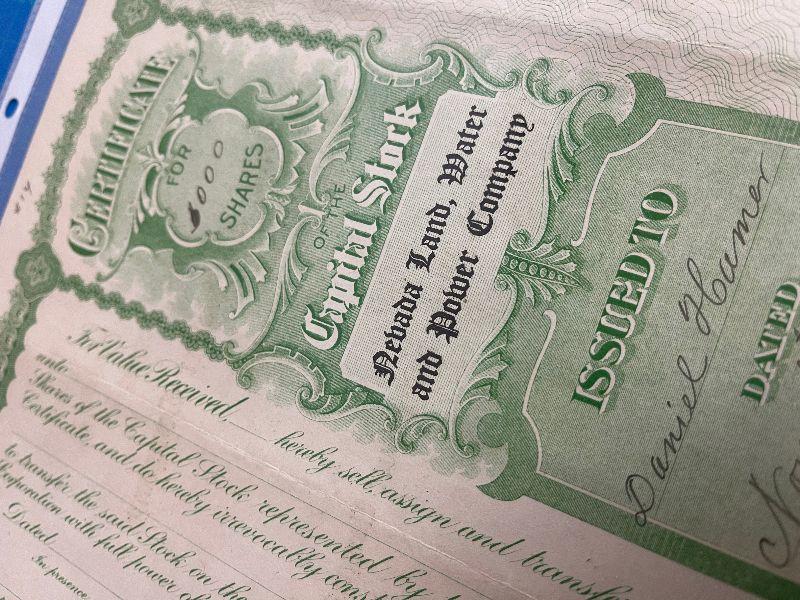 CERTIFICATE
FOR
SHARES
OF THE
Capital Stock
Nevada Land, Water
and Power Company
ISSUED TO
Daniel Hamer
DATED
For Value Received, hereby sell, assign and transfer
unto
Shares of the Capital Stock represented by
Certificate, and do hereby irrevocably
to transfer the said Stock on the
Corporation with full power of
Dated
In presence